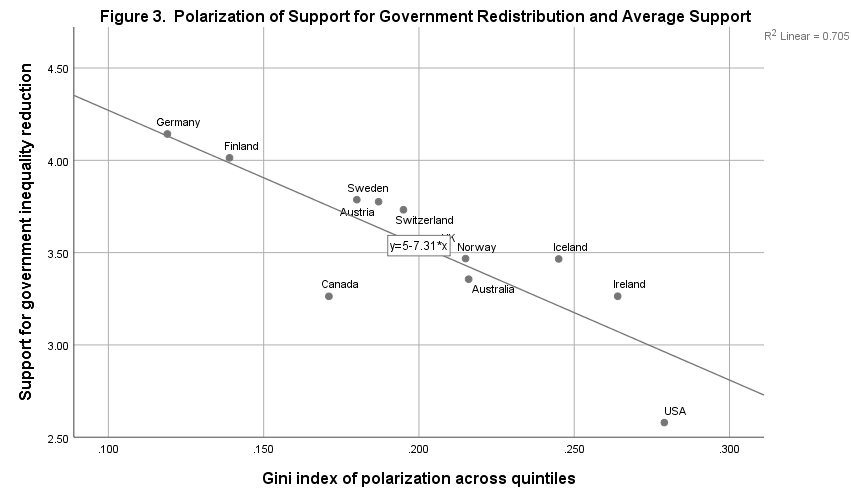 Figure 3. Polarization of Support for Government Redistribution and Average Support
R2 Linear = 0.705
Support for government inequality reduction
4.50
4.00
3.50
3.00
2.50
Germany
Finland
Sweden
Austria
Switzerland
y=5-7.31*x
Norway
Iceland
Canada
Australia
Ireland
USA
.100
.150
.200
.250
.300
Gini index of polarization across quintiles